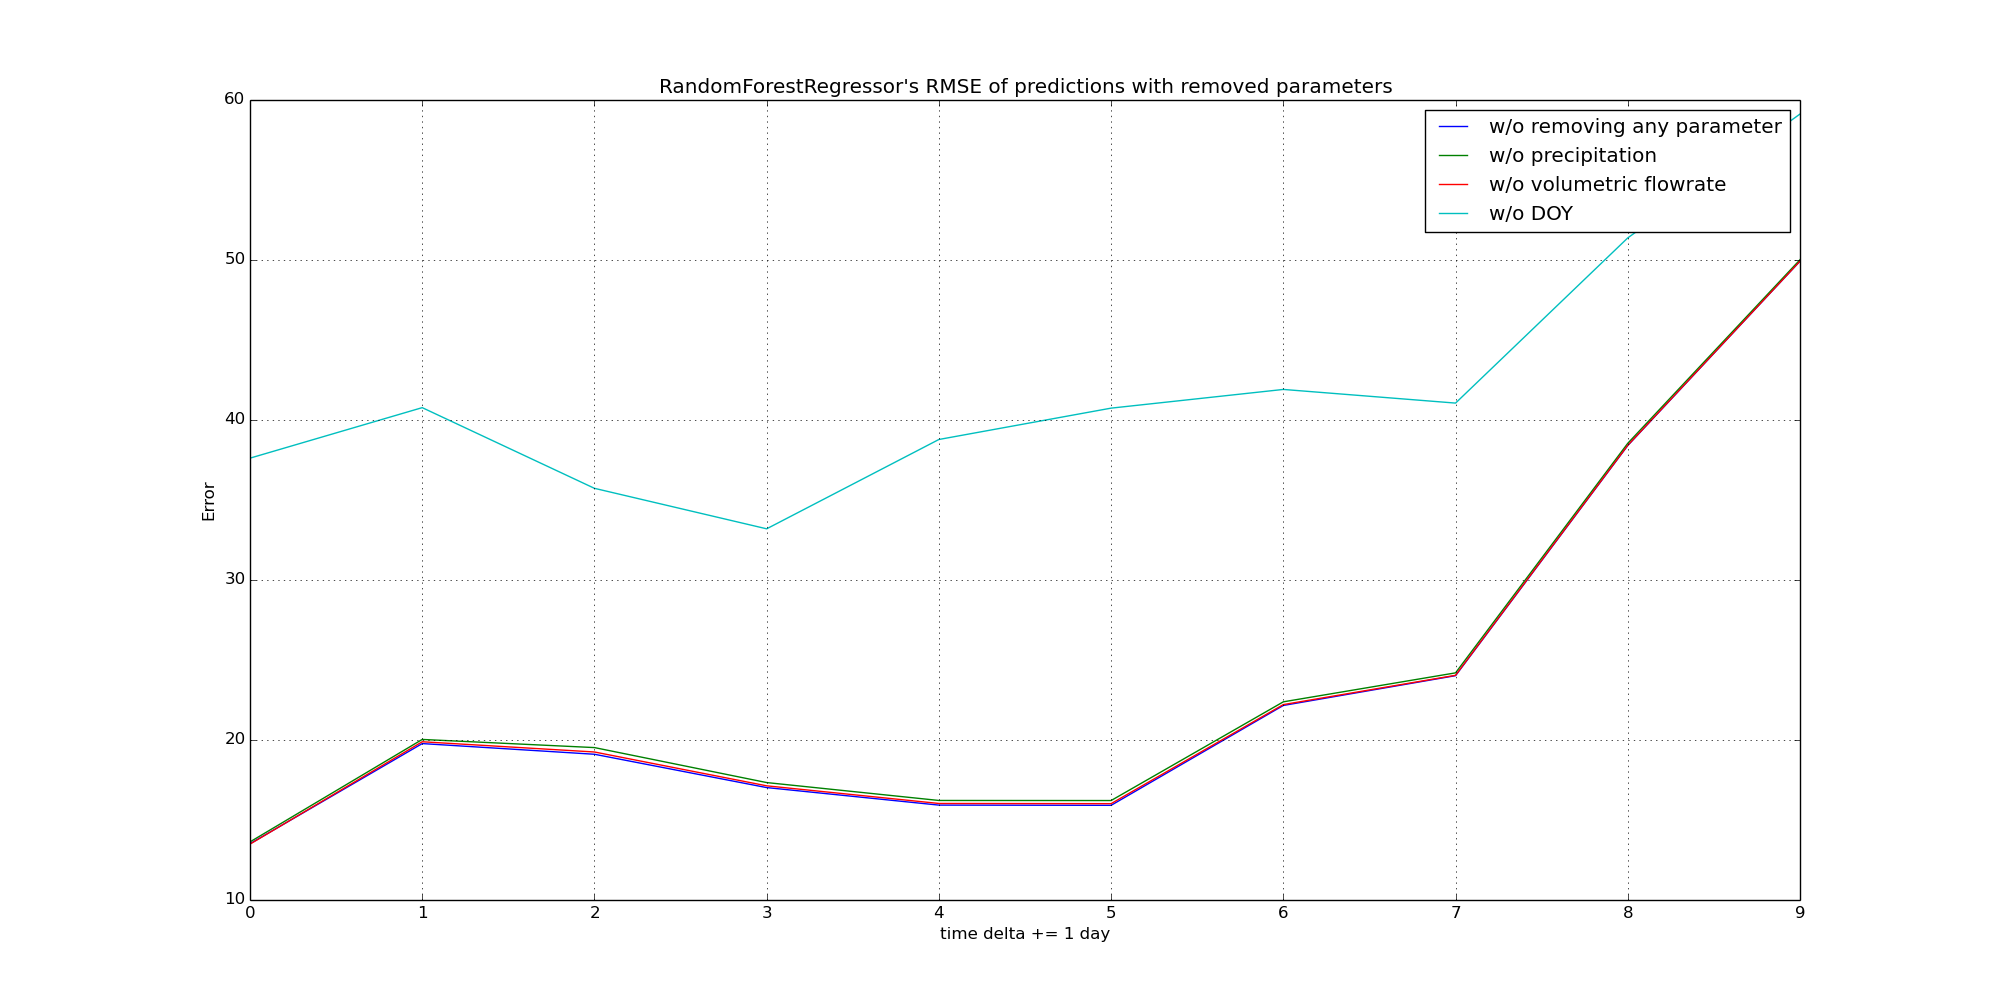 RandomForestRegressor's RMSE of predictions with removed parameters
60
50
40
30
20
10
Error
w/o removing any parameter
w/o precipitation
w/o volumetric flowrate
w/o DOY
0 1 2 3 4 5 6 7 8 9
time delta += 1 day